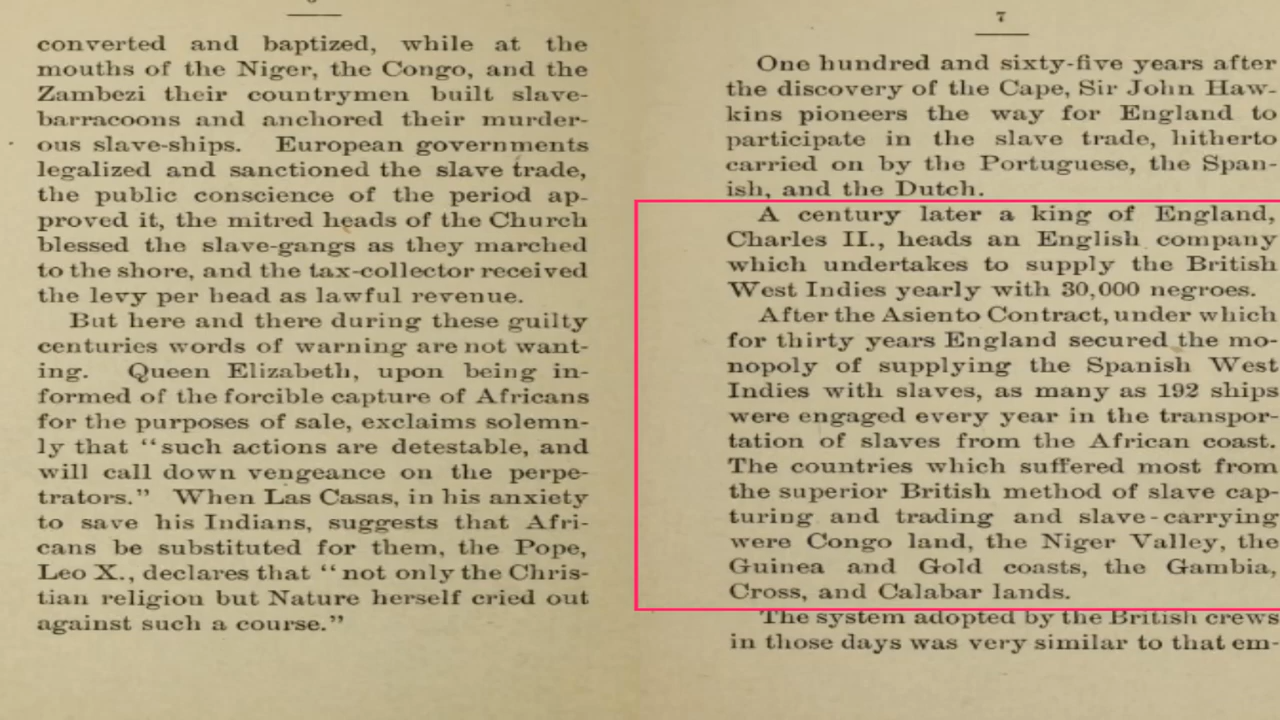 converted and baptized, while at the
mouths of the Niger, the Congo, and the
Zambezi their countrymen built slave-
barracoons and anchored their murder-
ous slave-ships. European governments
legalized and sanctioned the slave trade,
the public conscience of the period ap-
proved it, the mitred heads of the Church
blessed the slave-gangs as they marched
to the shore, and the tax-collector received
the levy per head as lawful revenue.
But here and there during these guilty
centuries words of warning are not want-
ing. Queen Elizabeth, upon being in-
formed of the forcible capture of Africans
for the purposes of sale, exclaims solemn-
ly that “such actions are detestable, and
will call down vengeance on the perpe-
trators.” When Las Casas, in his anxiety
to save his Indians, suggests that Afri-
cans be substituted for them, the Pope,
Leo X., declares that “not only the Chris-
tian religion but Nature herself cried out
against such a course.”
7
One hundred and sixty-five years after
the discovery of the Cape, Sir John Haw-
kins pioneers the way for England to
participate in the slave trade, hitherto
carried on by the Portuguese, the Span-
ish, and the Dutch.
A century later a king of England,
Charles II., heads an English company
which undertakes to supply the British
West Indies yearly with 30,000 negroes.
After the Asiento Contract, under which
for thirty years England secured the mo-
nopoly of supplying the Spanish West
Indies with slaves, as many as 192 ships
were engaged every year in the transpor-
tation of slaves from the African coast.
The countries which suffered most from
the superior British method of slave cap-
turing and trading and slave-carrying
were Congo land, the Niger Valley, the
Guinea and Gold coasts, the Gambia,
Cross, and Calabar lands.
The system adopted by the British crews
in those days was very similar to that em-